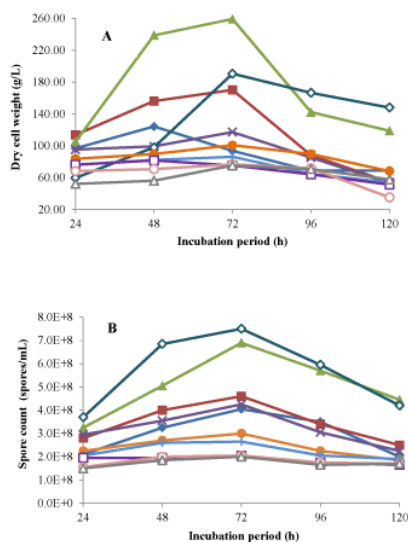 A
260.00
220.00
180.00
140.00
100.00
60.00
20.00
Dry cell weight (g/L)
24 48 72 96 120
Incubation period (h)
B
8.0E+8
7.0E+8
6.0E+8
5.0E+8
4.0E+8
3.0E+8
2.0E+8
1.0E+8
0.0E+0
Spore count (spores/mL)
24 48 72 96 120
Incubation period (h)